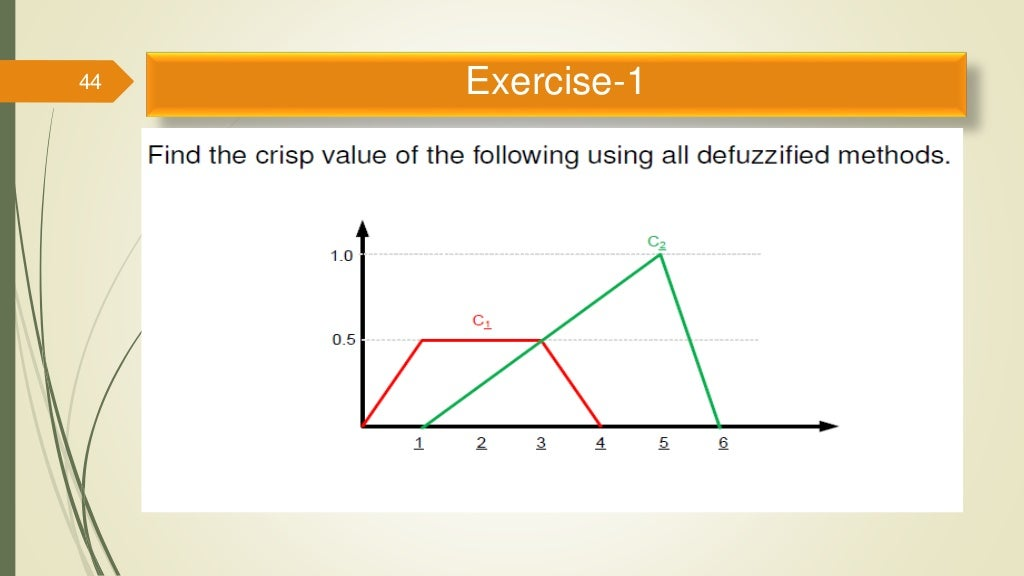 44
Exercise-1
Find the crisp value of the following using all defuzzified methods.
C2
1.0
C1
0.5
1 2 3 4 5 6